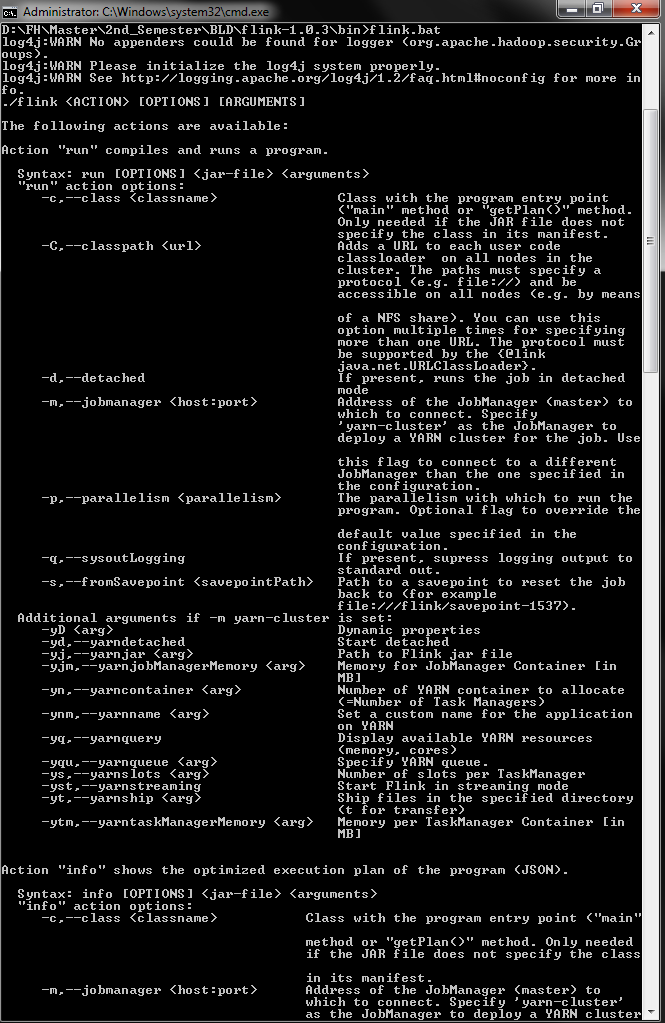 Administrator: C:\Windows\system32\cmd.exe
D:\FH\Master\2nd_Semester\BLD\flink-1.0.3\bin>flink.bat
log4j:WARN No appenders could be found for logger (org.apache.hadoop.security.Gr
oups).
log4j:WARN Please initialize the log4j system properly.
log4j:WARN See http://logging.apache.org/log4j/1.2/faq.html#noconfig for more in
fo.
./flink <ACTION> [OPTIONS] [ARGUMENTS]
The following actions are available:
Action "run" compiles and runs a program.
Syntax: run [OPTIONS] <jar-file> <arguments>
"run" action options:
-c,--class <classname> Class with the program entry point
("main" method or "getPlan()" method.
Only needed if the JAR file does not
specify the class in its manifest.
-C,--classpath <url> Adds a URL to each user code
classloader  on all nodes in the
cluster. The paths must specify a
protocol (e.g. file://) and be
accessible on all nodes (e.g. by means
of a NFS share). You can use this
option multiple times for specifying
more than one URL. The protocol must
be supported by the {@link
java.net.URLClassLoader}.
-d,--detached If present, runs the job in detached
mode
-m,--jobmanager <host:port> Address of the JobManager (master) to
which to connect. Specify
'yarn-cluster' as the JobManager to
deploy a YARN cluster for the job. Use
this flag to connect to a different
JobManager than the one specified in
the configuration.
-p,--parallelism <parallelism> The parallelism with which to run the
program. Optional flag to override the
default value specified in the
configuration.
-q,--sysoutLogging If present, supress logging output to
standard out.
-s,--fromSavepoint <savepointPath> Path to a savepoint to reset the job
back to (for example
file:///flink/savepoint-1537).
Additional arguments if -m yarn-cluster is set:
-yD <arg> Dynamic properties
-yd,--yarndetached Start detached
-yj,--yarnjar <arg> Path to Flink jar file
-yjm,--yarnjobManagerMemory <arg> Memory for JobManager Container [in
MB]
-yn,--yarncontainer <arg> Number of YARN container to allocate
(=Number of Task Managers)
-ynm,--yarnname <arg> Set a custom name for the application
on YARN
-yq,--yarnquery Display available YARN resources
(memory, cores)
-yqu,--yarnqueue <arg> Specify YARN queue.
-ys,--yarnslots <arg> Number of slots per TaskManager
-yst,--yarnstreaming Start Flink in streaming mode
-yt,--yarnship <arg> Ship files in the specified directory
(t for transfer)
-ytm,--yarntaskManagerMemory <arg> Memory per TaskManager Container [in
MB]
Action "info" shows the optimized execution plan of the program (JSON).
Syntax: info [OPTIONS] <jar-file> <arguments>
"info" action options:
-c,--class <classname> Class with the program entry point ("main"
method or "getPlan()" method. Only needed
if the JAR file does not specify the class
in its manifest.
-m,--jobmanager <host:port> Address of the JobManager (master) to
which to connect. Specify 'yarn-cluster'
as the JobManager to deploy a YARN cluster